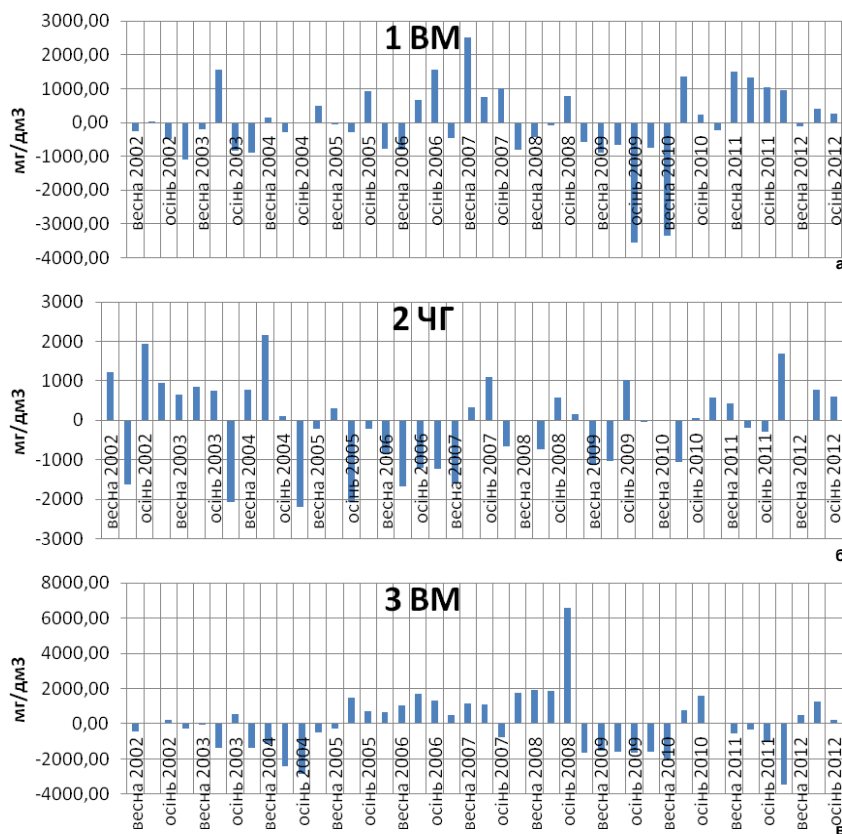 1 ВМ
мг/дм3
3000,00
2000,00
1000,00
0,00
-1000,00
-2000,00
-3000,00
-4000,00
весна 2002
осінь 2002
весна 2003
осінь 2003
весна 2004
осінь 2004
весна 2005
осінь 2005
весна 2006
осінь 2006
весна 2007
осінь 2007
весна 2008
осінь 2008
весна 2009
осінь 2009
весна 2010
осінь 2010
весна 2011
осінь 2011
весна 2012
осінь 2012
а
2 ЧГ
мг/дм3
3000
2000
1000
0
-1000
-2000
-3000
весна 2002
осінь 2002
весна 2003
осінь 2003
весна 2004
осінь 2004
весна 2005
осінь 2005
весна 2006
осінь 2006
весна 2007
осінь 2007
весна 2008
осінь 2008
весна 2009
осінь 2009
весна 2010
осінь 2010
весна 2011
осінь 2011
весна 2012
осінь 2012
б
3 ВМ
мг/дм3
8000,00
6000,00
4000,00
2000,00
0,00
-2000,00
-4000,00
весна 2002
осінь 2002
весна 2003
осінь 2003
весна 2004
осінь 2004
весна 2005
осінь 2005
весна 2006
осінь 2006
весна 2007
осінь 2007
весна 2008
осінь 2008
весна 2009
осінь 2009
весна 2010
осінь 2010
весна 2011
осінь 2011
весна 2012
осінь 2012
в